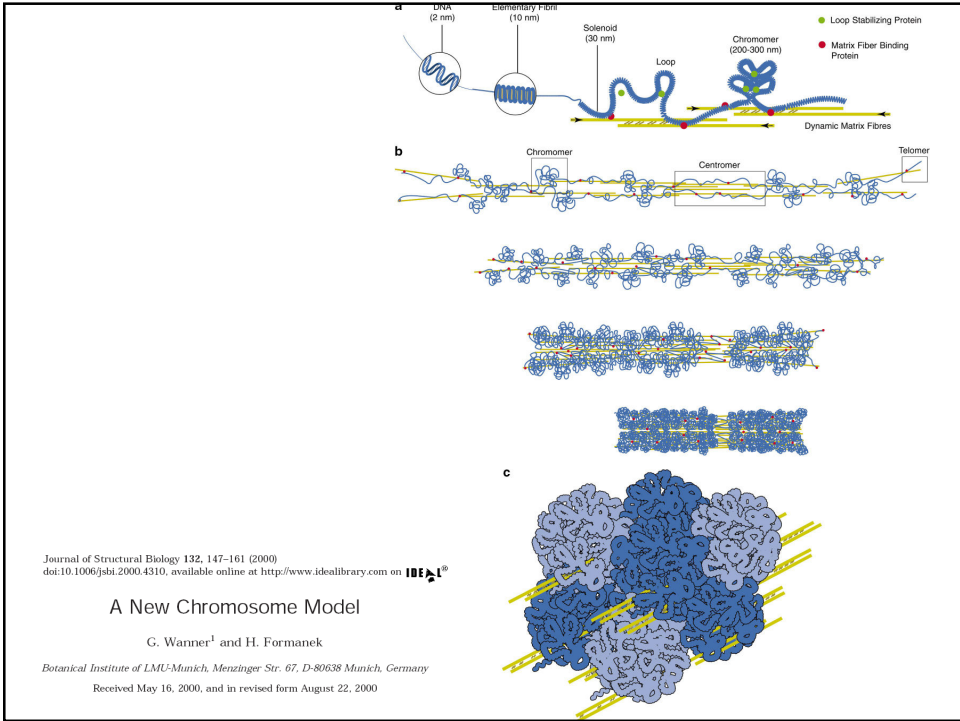 a
DNA
(2 nm)
Elementary Fibril
(10 nm)
Solenoid
(30 nm)
Loop
Chromomer
(200-300 nm)
Loop Stabilizing Protein
Matrix Fiber Binding
Protein
Dynamic Matrix Fibres
b
Chromomer
Centromer
Telomer
c
Journal of Structural Biology 132, 147–161 (2000)
doi:10.1006/jsbi.2000.4310, available online at http://www.idealibrary.com on IDEAL®
A New Chromosome Model
G. Wanner1 and H. Formanek
Botanical Institute of LMU-Munich, Menzinger Str. 67, D-80638 Munich, Germany
Received May 16, 2000, and in revised form August 22, 2000